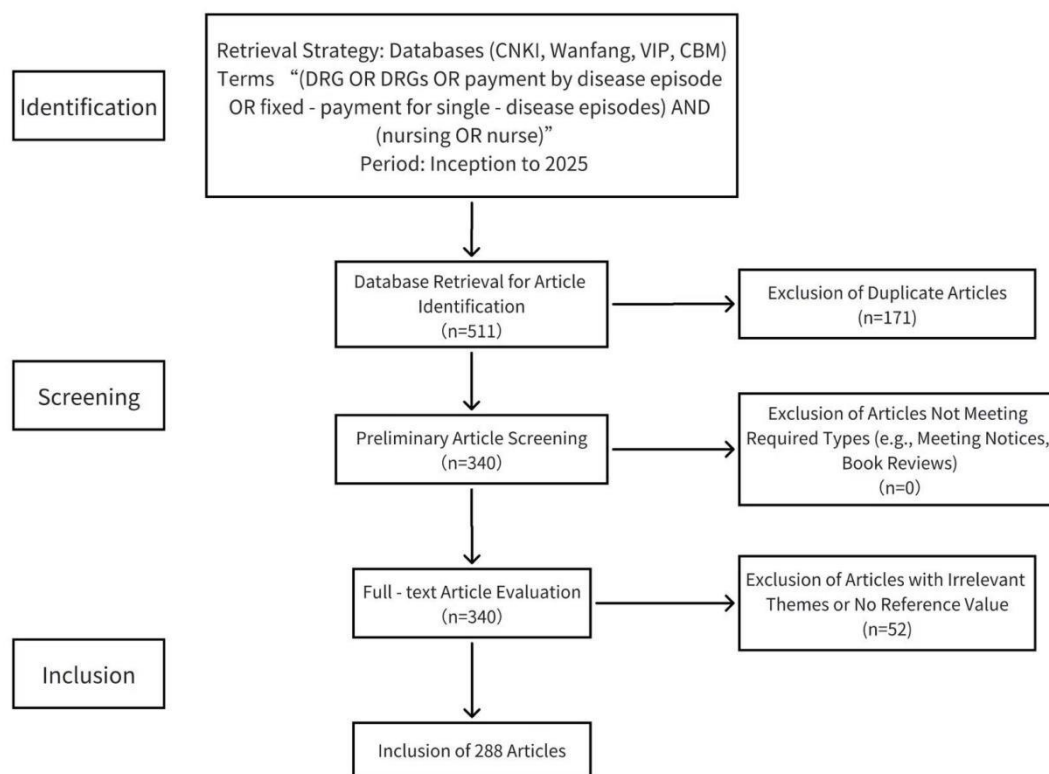 Identification
Retrieval Strategy: Databases (CNKI, Wanfang, VIP, CBM)
Terms “(DRG OR DRGs OR payment by disease episode
OR fixed - payment for single - disease episodes) AND
(nursing OR nurse)”
Period: Inception to 2025
Database Retrieval for Article
Identification
(n=511)
Exclusion of Duplicate Articles
(n=171)
Screening
Preliminary Article Screening
(n=340)
Exclusion of Articles Not Meeting
Required Types (e.g., Meeting Notices,
Book Reviews)
(n=0)
Full - text Article Evaluation
(n=340)
Exclusion of Articles with Irrelevant
Themes or No Reference Value
(n=52)
Inclusion
Inclusion of 288 Articles